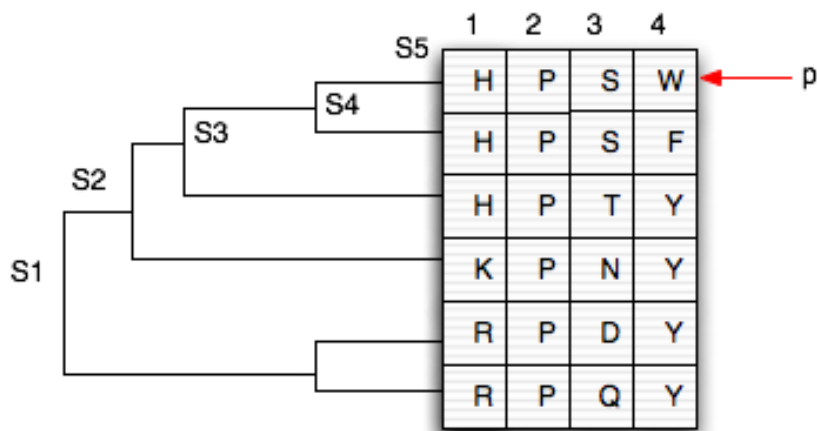 1 2 3 4
S5
H P S W p
S4
H P S F
S3
S2
H P T Y
S1
K P N Y
R P D Y
R P Q Y